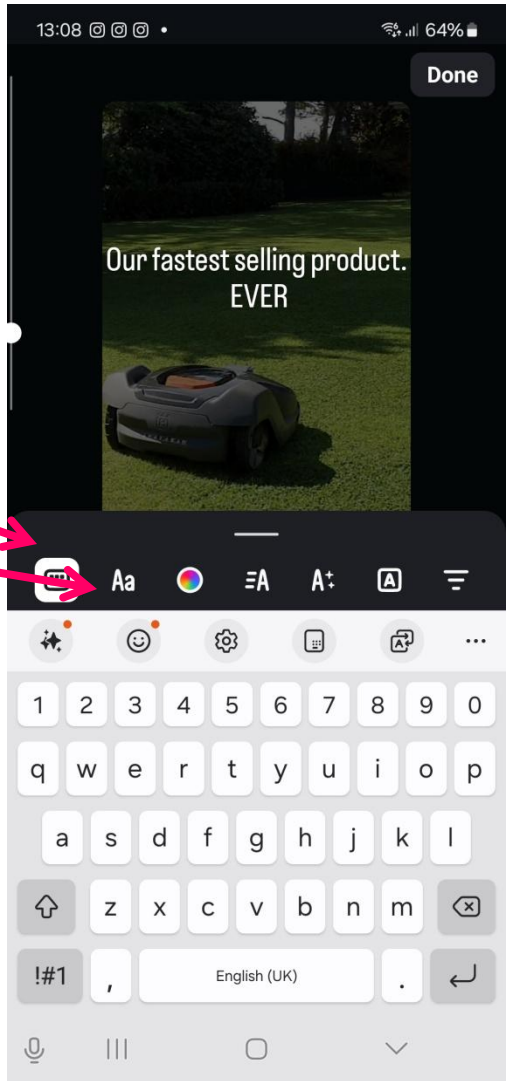 13:08 64%
Done
Our fastest selling product.
EVER
Aa A A A
A
1 2 3 4 5 6 7 8 9 0
q w e r t y u i o p
a s d f g h j k l
z x c v b n m
!#1 , English (UK) .